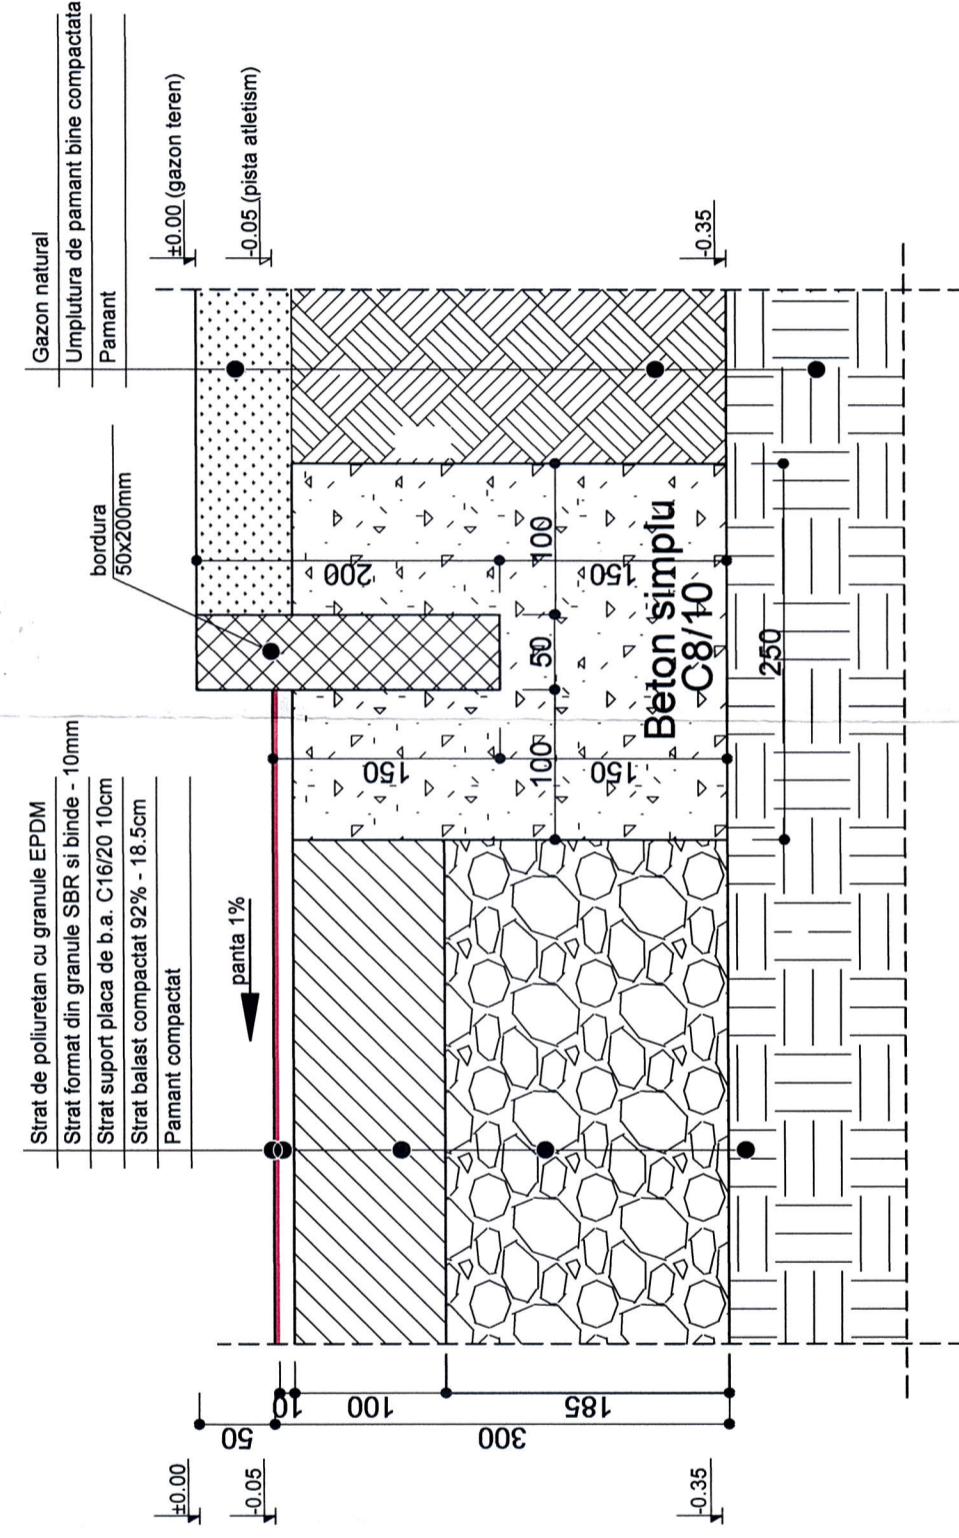 Gazon natural
Umplutura de pamant bine compactata
Pamant
±0.00 (gazon teren)
-0.05 (pista atletism)
-0.35
bordura
50x200mm
Strat de poliuretan cu granule EPDM
Strat format din granule SBR si binde - 10mm
Strat suport placa de b.a. C16/20 10cm
Strat balast compactat 92% - 18.5cm
Pamant compactat
panta 1%
200
150
100
50
100
150
150
Beton simplu
C8/10
250
50
10
100
185
300
±0.00
-0.05
-0.35